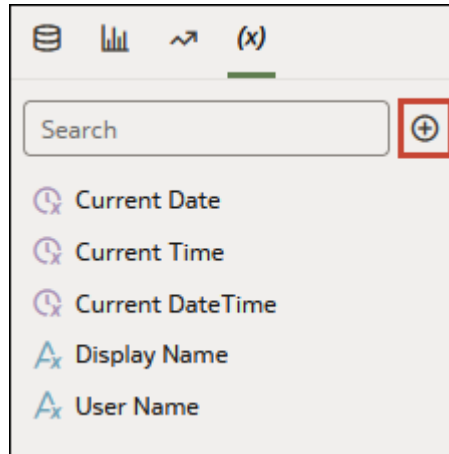 (x)
Search
Current Date
Current Time
Current DateTime
Display Name
User Name